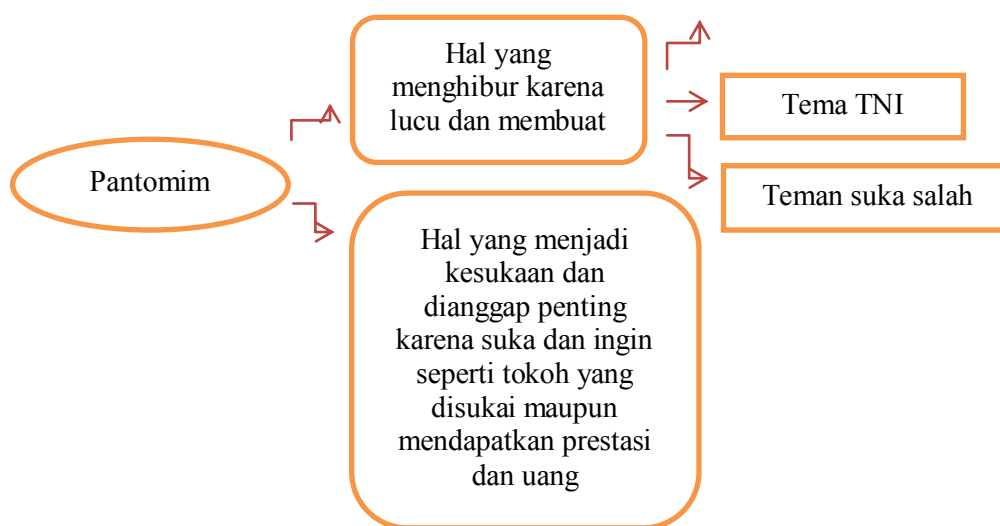 Pantomim
Hal yang
menghibur karena
lucu dan membuat
Tema TNI
Teman suka salah
Hal yang menjadi
kesukaan dan
dianggap penting
karena suka dan ingin
seperti tokoh yang
disukai maupun
mendapatkan prestasi
dan uang